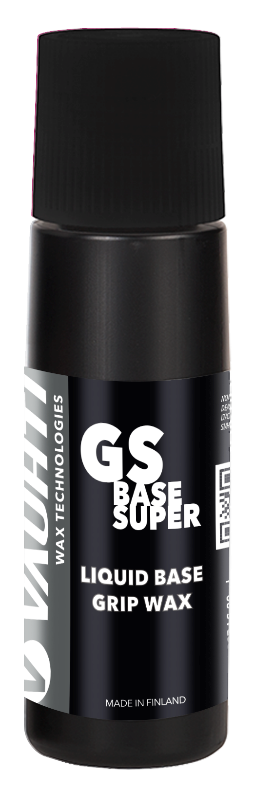 VAUHTI
WAX TECHNOLOGIES
GS
BASE
SUPER
LIQUID BASE
GRIP WAX
MADE IN FINLAND